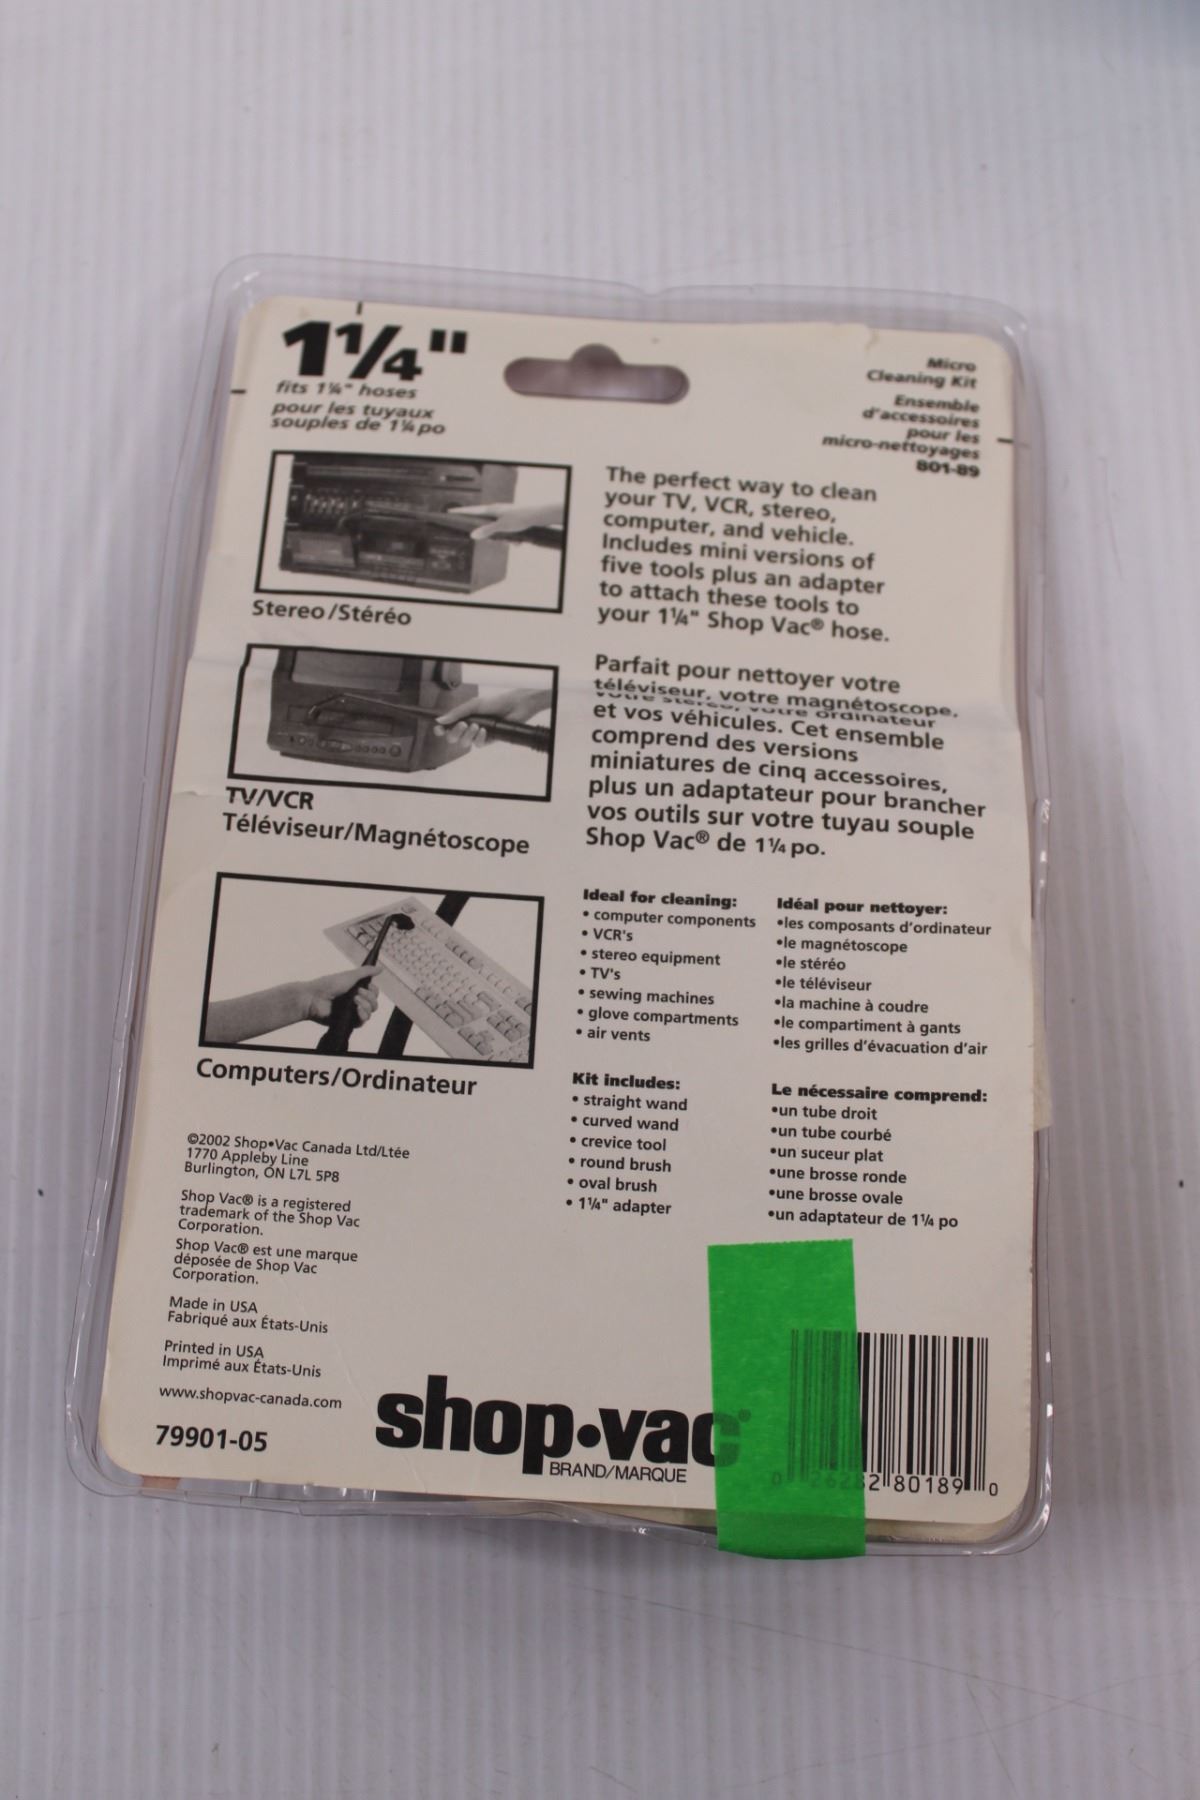 1¼"
fits 1¼" hoses
pour les tuyaux
souples de 1¼ po
Micro
Cleaning Kit
Ensemble
d'accessoires
pour les
micro-nettoyages
801-89
Stereo/Stéréo
The perfect way to clean
your TV, VCR, stereo,
computer, and vehicle.
Includes mini versions of
five tools plus an adapter
to attach these tools to
your 1¼" Shop Vac® hose.
TV/VCR
Téléviseur/Magnétoscope
Parfait pour nettoyer votre
téléviseur, votre magnétoscope,
votre stéréo, votre ordinateur
et vos véhicules. Cet ensemble
comprend des versions
miniatures de cinq accessoires,
plus un adaptateur pour brancher
vos outils sur votre tuyau souple
Shop Vac® de 1¼ po.
Computers/Ordinateur
Ideal for cleaning:
• computer components
• VCR's
• stereo equipment
• TV's
• sewing machines
• glove compartments
• air vents
Idéal pour nettoyer:
•les composants d'ordinateur
•le magnétoscope
•le stéréo
•le téléviseur
•la machine à coudre
•le compartiment à gants
•les grilles d'évacuation d'air
Kit includes:
• straight wand
• curved wand
• crevice tool
• round brush
• oval brush
• 1¼" adapter
Le nécessaire comprend:
•un tube droit
•un tube courbé
•un suceur plat
•une brosse ronde
•une brosse ovale
•un adaptateur de 1¼ po
©2002 Shop•Vac Canada Ltd/Ltée
1770 Appleby Line
Burlington, ON L7L 5P8
Shop Vac® is a registered
trademark of the Shop Vac
Corporation.
Shop Vac® est une marque
déposée de Shop Vac
Corporation.
Made in USA
Fabriqué aux États-Unis
Printed in USA
Imprimé aux États-Unis
www.shopvac-canada.com
79901-05
shop•vac®
BRAND/MARQUE
0 26282 80189 0